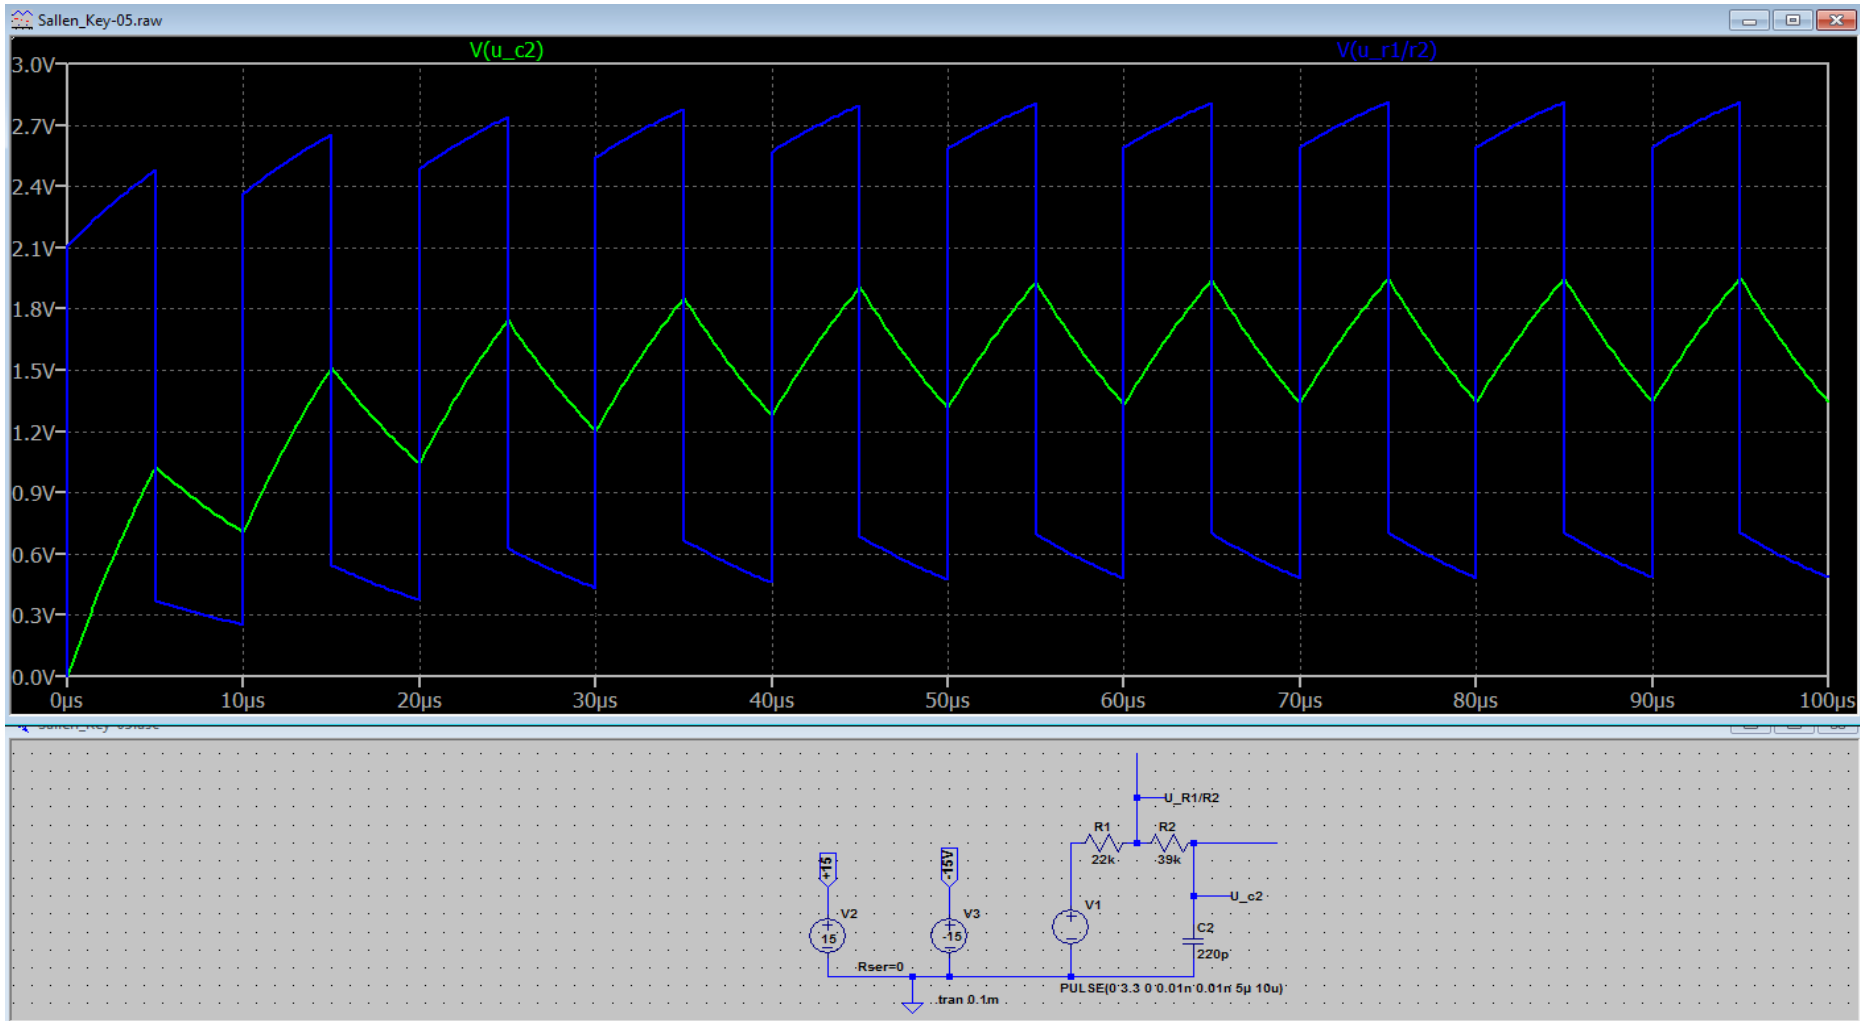 Sallen_Key-05.raw
V(u_c2) V(u_r1/r2)
3.0V
2.7V
2.4V
2.1V
1.8V
1.5V
1.2V
0.9V
0.6V
0.3V
0.0V
0µs 10µs 20µs 30µs 40µs 50µs 60µs 70µs 80µs 90µs 100µs
Sallen_Key-05.asc
U_R1/R2
R1 R2
22k 39k
+15 -15V
U_c2
V2 V3 V1
C2
15 -15
220p
Rser=0
PULSE(0 3.3 0 0.01n 0.01n 5µ 10u)
.tran 0.1m